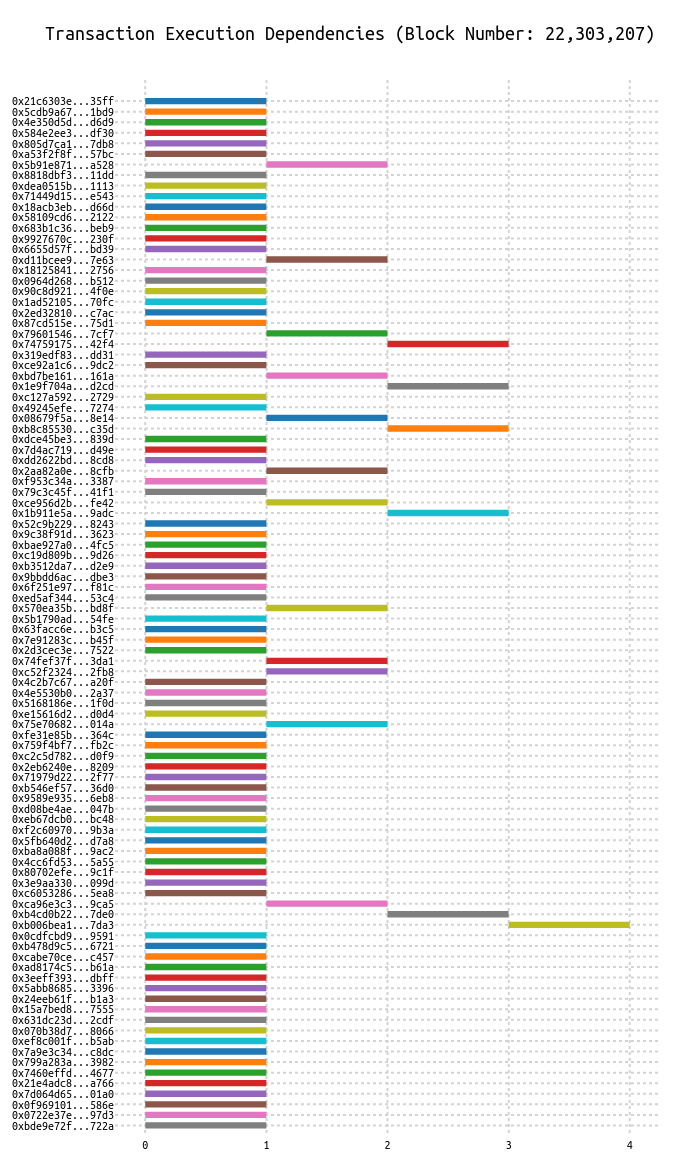 Transaction Execution Dependencies (Block Number: 22,303,207)
0x21c6303e...35ff
0x5cdb9a67...1bd9
0x4e350d5d...d6d9
0x584e2ee3...df30
0x805d7ca1...7db8
0xa53f2f8f...57bc
0x5b91e871...a528
0x8818dbf3...11dd
0xdea0515b...1113
0x71449d15...e543
0x18acb3eb...d66d
0x58109cd6...2122
0x683b1c36...beb9
0x9927670c...230f
0x6655d57f...bd39
0xd11bcee9...7e63
0x18125841...2756
0x0964d268...b512
0x90c8d921...4f0e
0x1ad52105...70fc
0x2ed32810...c7ac
0x87cd515e...75d1
0x79601546...7cf7
0x74759175...42f4
0x319edf83...dd31
0xce92a1c6...9dc2
0xbd7be161...161a
0x1e9f704a...d2cd
0xc127a592...2729
0x49245efe...7274
0x08679f5a...8e14
0xb8c85530...c35d
0xdce45be3...839d
0x7d4ac719...d49e
0xdd2622bd...8cd8
0x2aa82a0e...8cfb
0xf953c34a...3387
0x79c3c45f...41f1
0xce956d2b...fe42
0x1b911e5a...9adc
0x52c9b229...8243
0x9c38f91d...3623
0xbae927a0...4fc5
0xc19d809b...9d26
0xb3512da7...d2e9
0x9bbdd6ac...dbe3
0x6f251e97...f81c
0xed5af344...53c4
0x570ea35b...bd8f
0x5b1790ad...54fe
0x63facc6e...b3c5
0x7e91283c...b45f
0x2d3cec3e...7522
0x74fef37f...3da1
0xc52f2324...2fb8
0x4c2b7c67...a20f
0x4e5530b0...2a37
0x5168186e...1f0d
0xe15616d2...d0d4
0x75e70682...014a
0xfe31e85b...364c
0x759f4bf7...fb2c
0xc2c5d782...d0f9
0x2eb6240e...8209
0x71979d22...2f77
0xb546ef57...36d0
0x9589e935...6eb8
0xd08be4ae...047b
0xeb67dcb0...bc48
0xf2c60970...9b3a
0x5fb640d2...d7a8
0xba8a088f...9ac2
0x4cc6fd53...5a55
0x80702efe...9c1f
0x3e9aa330...099d
0xc6053286...5ea8
0xca96e3c3...9ca5
0xb4cd0b22...7de0
0xb006bea1...7da3
0x0cdfcbd9...9591
0xb478d9c5...6721
0xcabe70ce...c457
0xad8174c5...b61a
0x3eeff393...dbff
0x5abb8685...3396
0x24eeb61f...b1a3
0x15a7bed8...7555
0x631dc23d...2cdf
0x070b38d7...8066
0xef8c001f...b5ab
0x7a9e3c34...c8dc
0x799a283a...3982
0x7460effd...4677
0x21e4adc8...a766
0x7d064d65...01a0
0x0f969101...586e
0x0722e37e...97d3
0xbde9e72f...722a
0 1 2 3 4